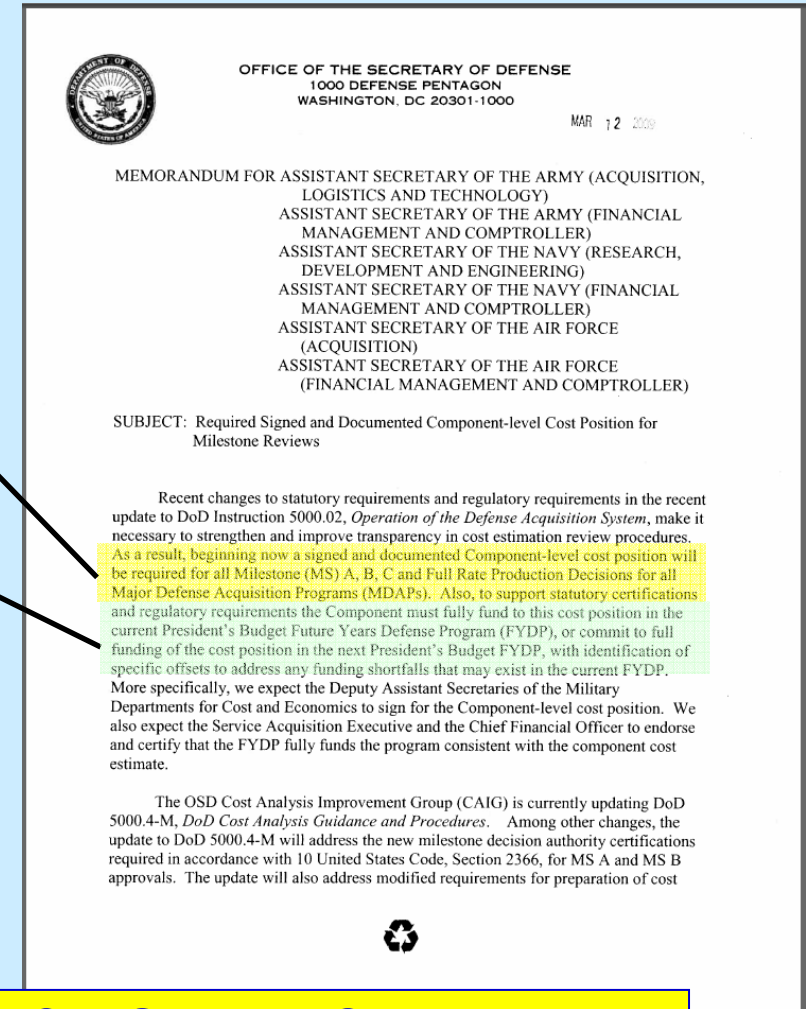 OFFICE OF THE SECRETARY OF DEFENSE
1000 DEFENSE PENTAGON
WASHINGTON, DC 20301-1000
MAR 12 2009
MEMORANDUM FOR ASSISTANT SECRETARY OF THE ARMY (ACQUISITION,
LOGISTICS AND TECHNOLOGY)
ASSISTANT SECRETARY OF THE ARMY (FINANCIAL
MANAGEMENT AND COMPTROLLER)
ASSISTANT SECRETARY OF THE NAVY (RESEARCH,
DEVELOPMENT AND ENGINEERING)
ASSISTANT SECRETARY OF THE NAVY (FINANCIAL
MANAGEMENT AND COMPTROLLER)
ASSISTANT SECRETARY OF THE AIR FORCE
(ACQUISITION)
ASSISTANT SECRETARY OF THE AIR FORCE
(FINANCIAL MANAGEMENT AND COMPTROLLER)
SUBJECT: Required Signed and Documented Component-level Cost Position for
Milestone Reviews
Recent changes to statutory requirements and regulatory requirements in the recent
update to DoD Instruction 5000.02, Operation of the Defense Acquisition System, make it
necessary to strengthen and improve transparency in cost estimation review procedures.
As a result, beginning now a signed and documented Component-level cost position will
be required for all Milestone (MS) A, B, C and Full Rate Production Decisions for all
Major Defense Acquisition Programs (MDAPs). Also, to support statutory certifications
and regulatory requirements the Component must fully fund to this cost position in the
current President's Budget Future Years Defense Program (FYDP), or commit to full
funding of the cost position in the next President's Budget FYDP, with identification of
specific offsets to address any funding shortfalls that may exist in the current FYDP.
More specifically, we expect the Deputy Assistant Secretaries of the Military
Departments for Cost and Economics to sign for the Component-level cost position. We
also expect the Service Acquisition Executive and the Chief Financial Officer to endorse
and certify that the FYDP fully funds the program consistent with the component cost
estimate.
The OSD Cost Analysis Improvement Group (CAIG) is currently updating DoD
5000.4-M, DoD Cost Analysis Guidance and Procedures. Among other changes, the
update to DoD 5000.4-M will address the new milestone decision authority certifications
required in accordance with 10 United States Code, Section 2366, for MS A and MS B
approvals. The update will also address modified requirements for preparation of cost